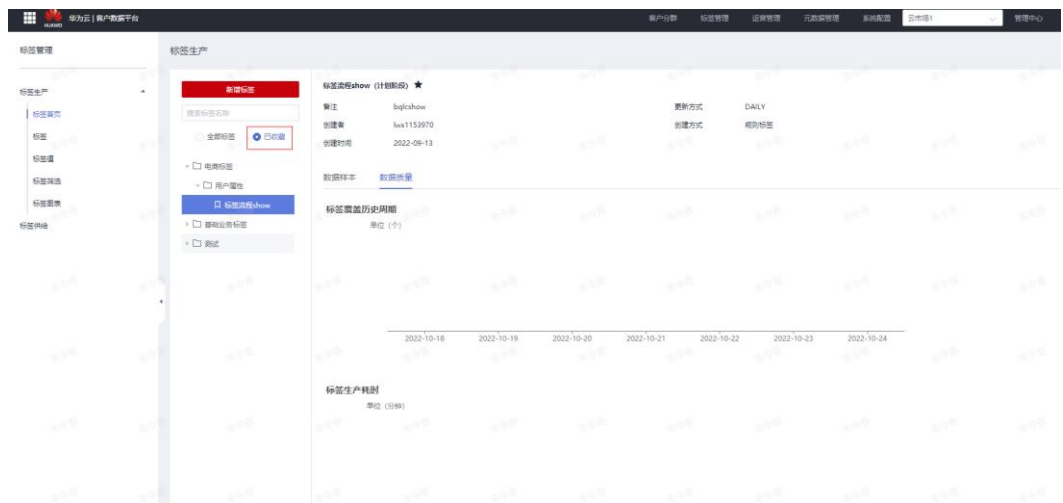 HUAWEI
华为云 | 客户数据平台
客户分群 标签管理 运营管理 元数据管理 系统配置 云市场1 管理中心
标签管理
标签生产
标签首页
标签
标签值
标签筛选
标签图表
标签供给
标签生产
新增标签
搜索标签名称
全部标签 已收藏
电商标签
用户属性
标签流程show
基础业务标签
测试
标签流程show（计划阶段）★
备注 bqlcshow 更新方式 DAILY
创建者 lwx1153970 创建方式 规则标签
创建时间 2022-09-13
数据样本 数据质量
标签覆盖历史周期
单位（个）
2022-10-18 2022-10-19 2022-10-20 2022-10-21 2022-10-22 2022-10-23 2022-10-24
标签生产耗时
单位（分钟）